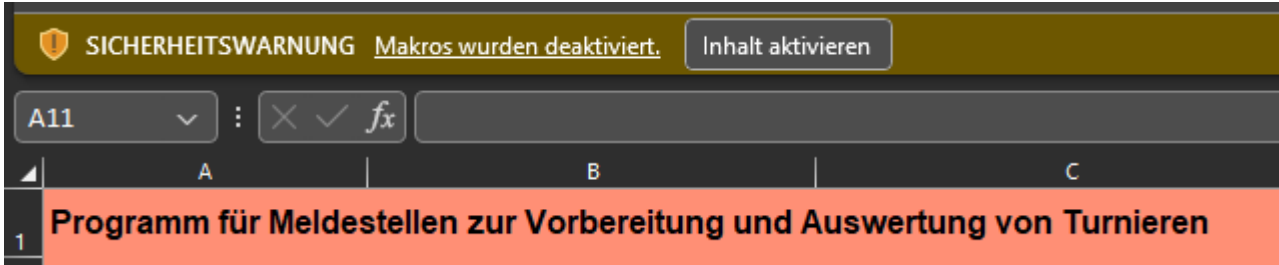 SICHERHEITSWARNUNG Makros wurden deaktiviert. Inhalt aktivieren
A11 fx
A B C
1 Programm für Meldestellen zur Vorbereitung und Auswertung von Turnieren